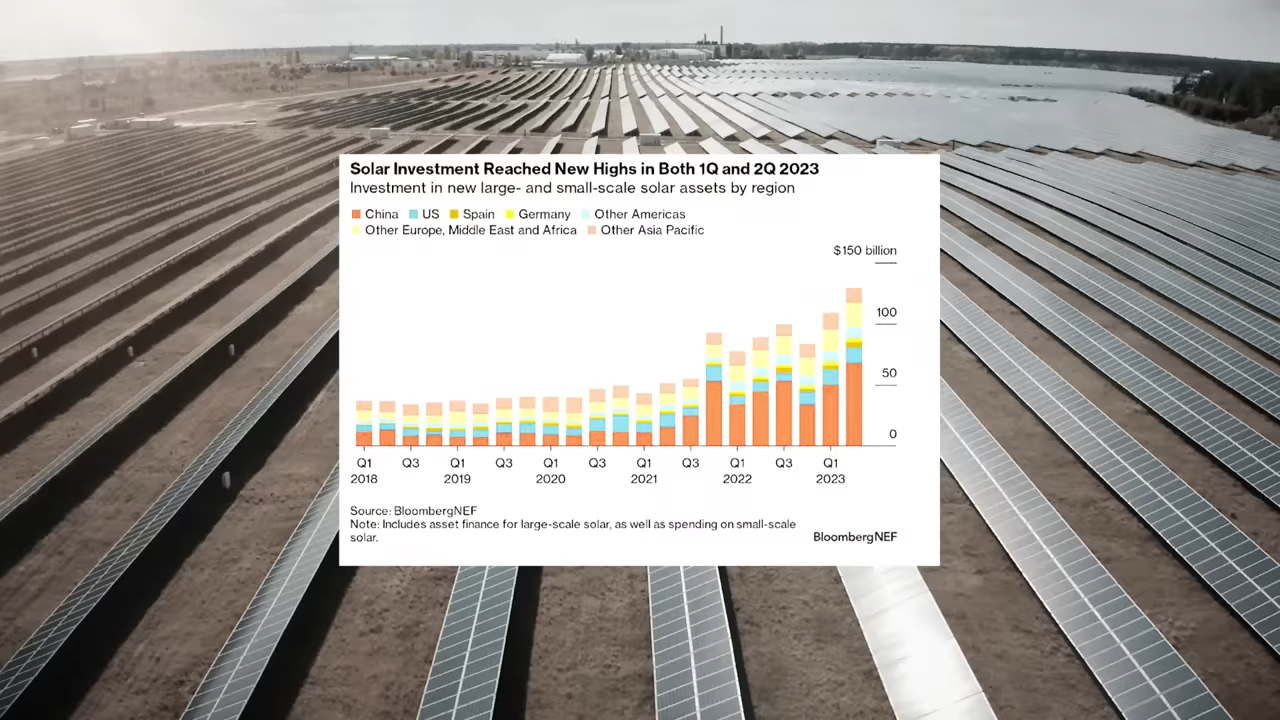 Solar Investment Reached New Highs in Both 1Q and 2Q 2023
Investment in new large- and small-scale solar assets by region
China US Spain Germany Other Americas
Other Europe, Middle East and Africa Other Asia Pacific
$150 billion
100
50
0
Q1 Q3 Q1 Q3 Q1 Q3 Q1 Q3 Q1 Q3 Q1
2018 2019 2020 2021 2022 2023
Source: BloombergNEF
Note: Includes asset finance for large-scale solar, as well as spending on small-scale
solar.
BloombergNEF